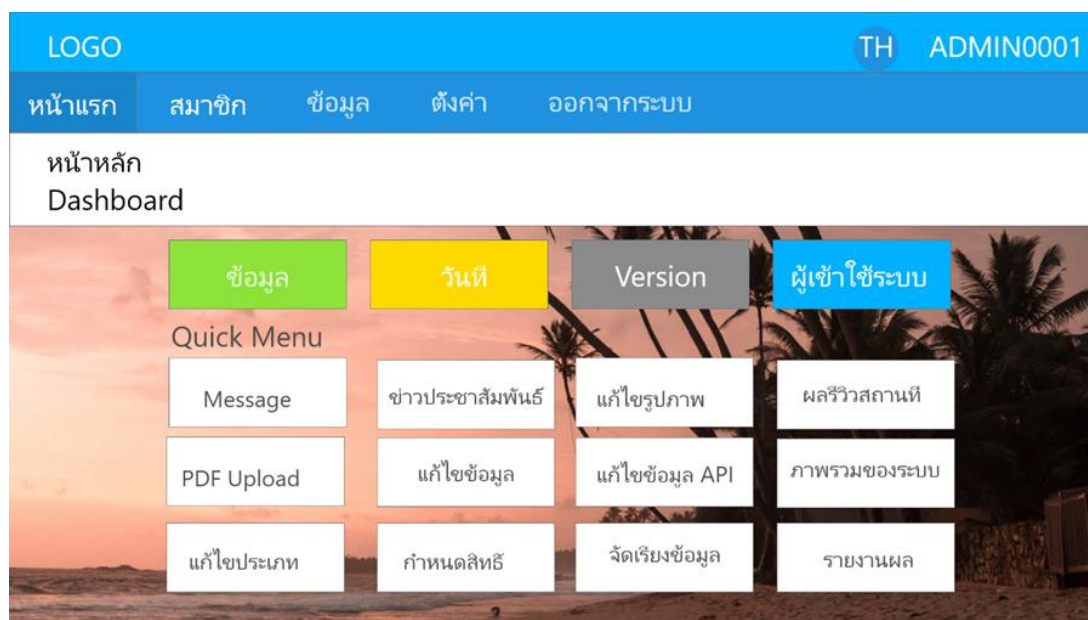 LOGO TH ADMIN0001
หน้าแรก สมาชิก ข้อมูล ตั้งค่า ออกจากระบบ
หน้าหลัก
Dashboard
ข้อมูล วันที่ Version ผู้เข้าใช้ระบบ
Quick Menu
Message ข่าวประชาสัมพันธ์ แก้ไขรูปภาพ ผลรีวิวสถานที่
PDF Upload แก้ไขข้อมูล แก้ไขข้อมูล API ภาพรวมของระบบ
แก้ไขประเภท กำหนดสิทธิ์ จัดเรียงข้อมูล รายงานผล